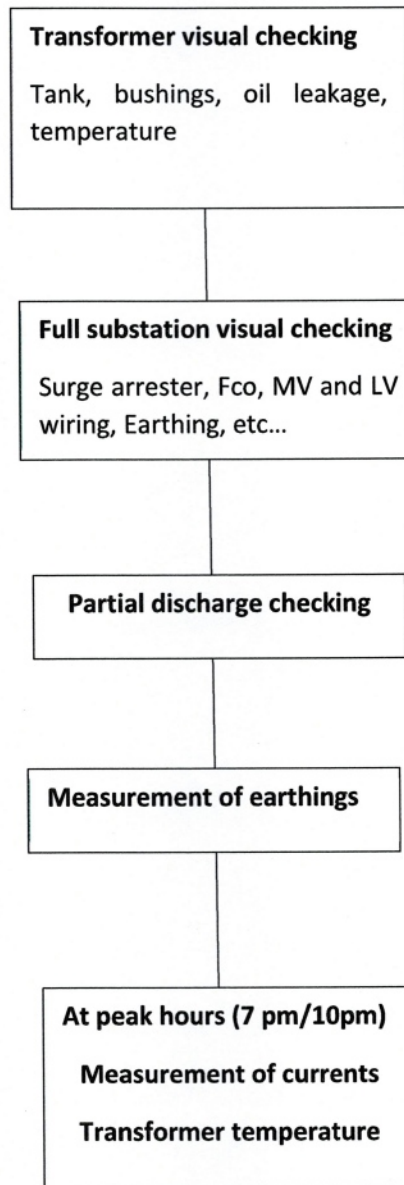 Transformer visual checking
Tank, bushings, oil leakage,
temperature
Full substation visual checking
Surge arrester, Fco, MV and LV
wiring, Earthing, etc...
Partial discharge checking
Measurement of earthings
At peak hours (7 pm/10pm)
Measurement of currents
Transformer temperature